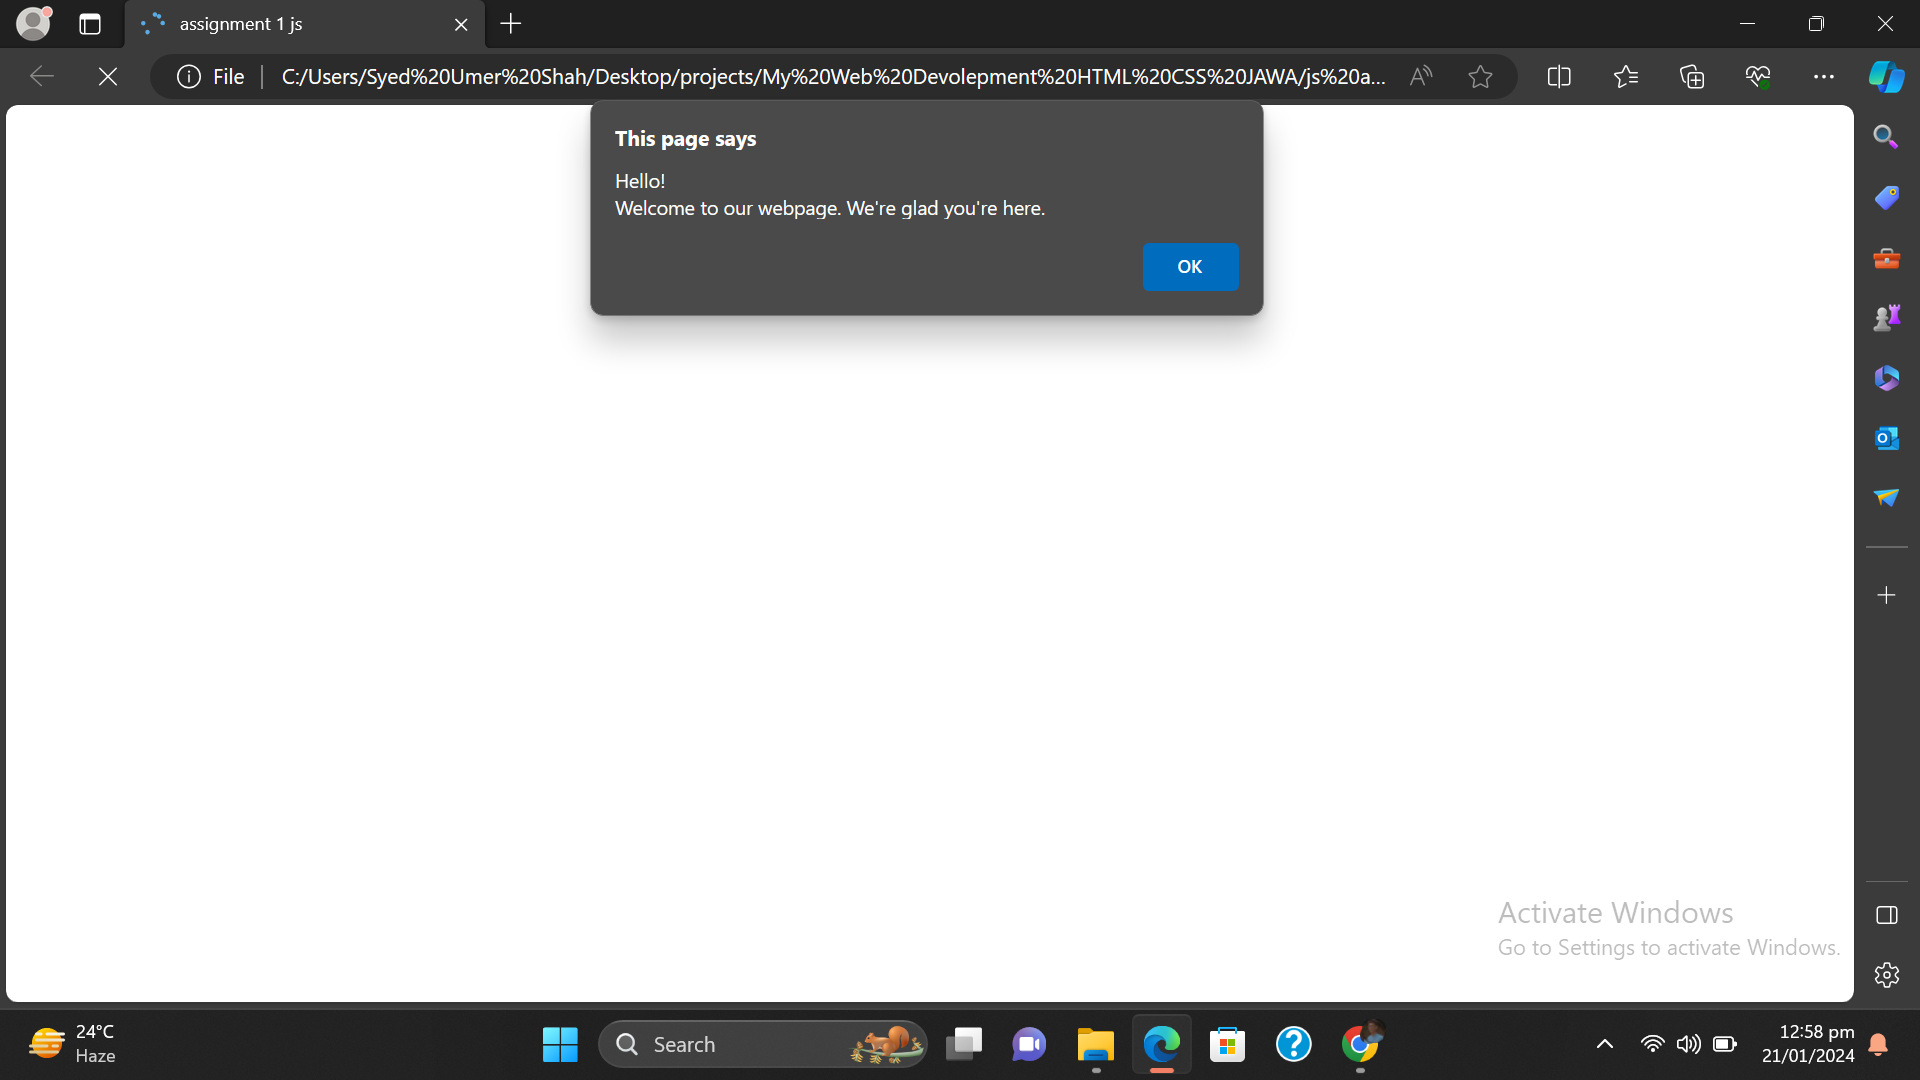 assignment 1 js
File
C:/Users/Syed%20Umer%20Shah/Desktop/projects/My%20Web%20Devolepment%20HTML%20CSS%20JAWA/js%20a...
This page says
Hello!
Welcome to our webpage. We're glad you're here.
OK
Activate Windows
Go to Settings to activate Windows.
24°C
Haze
Search
12:58 pm
21/01/2024